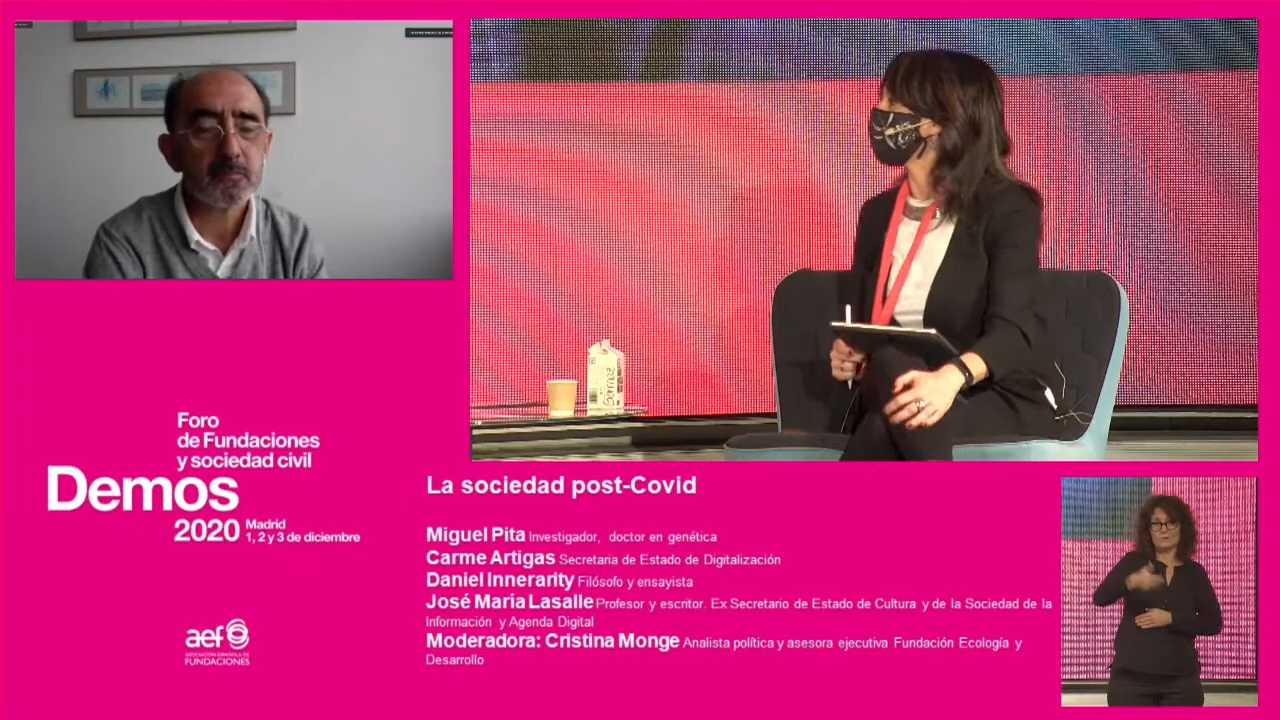 Foro
de Fundaciones
y sociedad civil
Demos
2020 Madrid
1, 2 y 3 de diciembre
aef
ASOCIACIÓN ESPAÑOLA DE
FUNDACIONES
La sociedad post-Covid
Miguel Pita Investigador, doctor en genética
Carme Artigas Secretaria de Estado de Digitalización
Daniel Innerarity Filósofo y ensayista
José María Lasalle Profesor y escritor. Ex Secretario de Estado de Cultura y de la Sociedad de la
Información y Agenda Digital
Moderadora: Cristina Monge Analista política y asesora ejecutiva Fundación Ecología y
Desarrollo